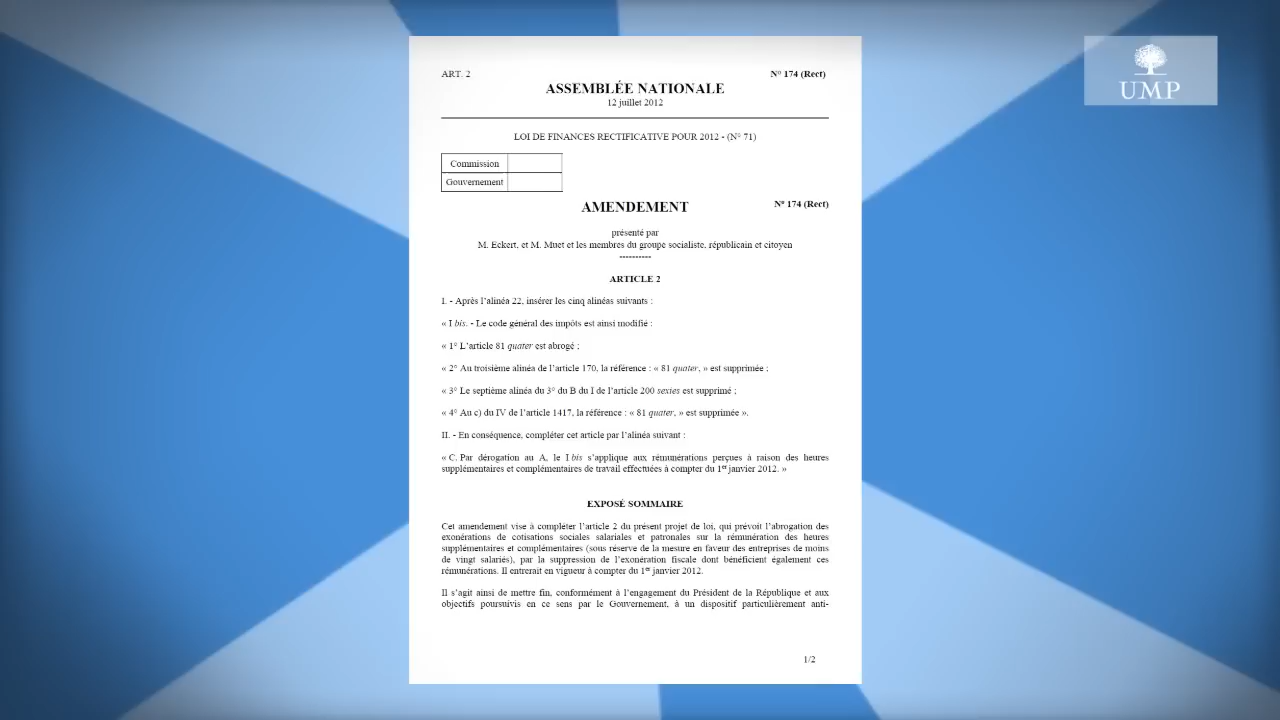 UMP
ART. 2
N° 174 (Rect)
ASSEMBLÉE NATIONALE
12 juillet 2012
LOI DE FINANCES RECTIFICATIVE POUR 2012 - (N° 71)
Commission
Gouvernement
AMENDEMENT
N° 174 (Rect)
présenté par
M. Eckert, et M. Muet et les membres du groupe socialiste, républicain et citoyen
----------
ARTICLE 2
I. - Après l’alinéa 22, insérer les cinq alinéas suivants :
« I bis. - Le code général des impôts est ainsi modifié :
« 1° L’article 81 quater est abrogé ;
« 2° Au troisième alinéa de l’article 170, la référence : « 81 quater, » est supprimée ;
« 3° Le septième alinéa du 3° du B du I de l’article 200 sexies est supprimé ;
« 4° Au c) du IV de l’article 1417, la référence : « 81 quater, » est supprimée ».
II. - En conséquence, compléter cet article par l’alinéa suivant :
« C. Par dérogation au A, le I bis s’applique aux rémunérations perçues à raison des heures
supplémentaires et complémentaires de travail effectuées à compter du 1er janvier 2012. »
EXPOSÉ SOMMAIRE
Cet amendement vise à compléter l’article 2 du présent projet de loi, qui prévoit l’abrogation des
exonérations de cotisations sociales salariales et patronales sur la rémunération des heures
supplémentaires et complémentaires (sous réserve de la mesure en faveur des entreprises de moins
de vingt salariés), par la suppression de l’exonération fiscale dont bénéficient également ces
rémunérations. Il entrerait en vigueur à compter du 1er janvier 2012.
Il s’agit ainsi de mettre fin, conformément à l’engagement du Président de la République et aux
objectifs poursuivis en ce sens par le Gouvernement, à un dispositif particulièrement anti-
1/2